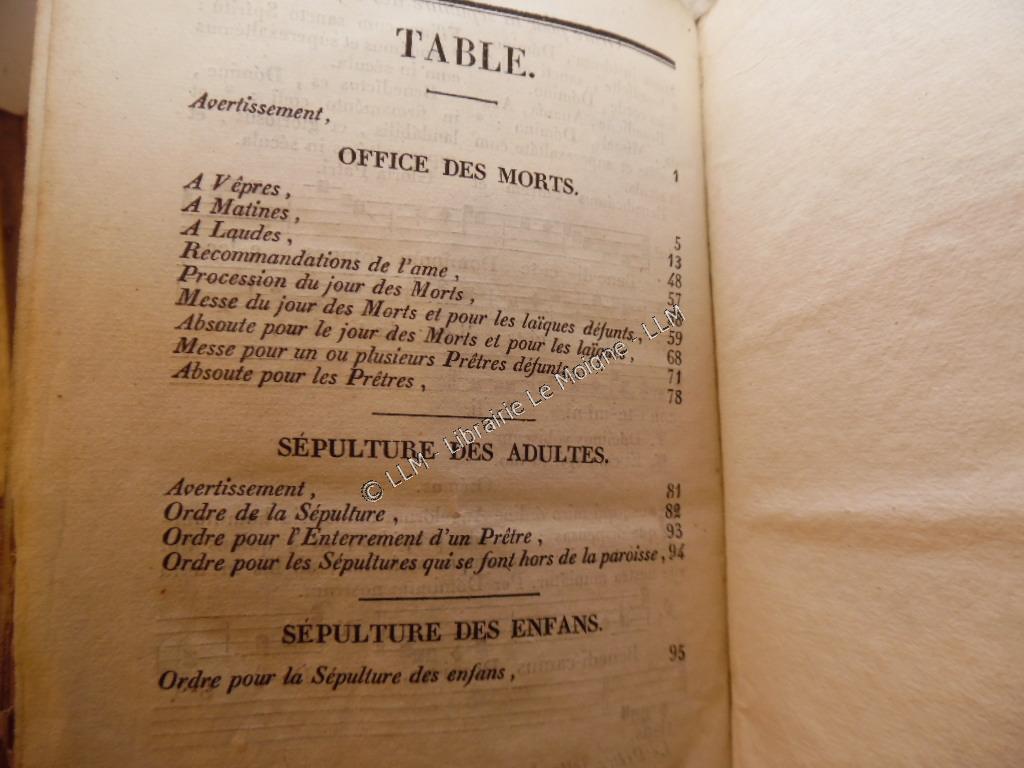 TABLE.
Avertissement, 1
OFFICE DES MORTS.
A Vêpres, 5
A Matines, 13
A Laudes, 48
Recommandations de l'ame, 57
Procession du jour des Morts,
Messe du jour des Morts et pour les laïques défunts, 59
Absoute pour le jour des Morts et pour les laïques, 68
Messe pour un ou plusieurs Prêtres défunts, 71
Absoute pour les Prêtres, 78
SÉPULTURE DES ADULTES.
Avertissement, 81
Ordre de la Sépulture, 82
Ordre pour l'Enterrement d'un Prêtre, 93
Ordre pour les Sépultures qui se font hors de la paroisse, 94
SÉPULTURE DES ENFANS.
Ordre pour la Sépulture des enfans, 95
© LLM - Librairie Le Moigne - LLM